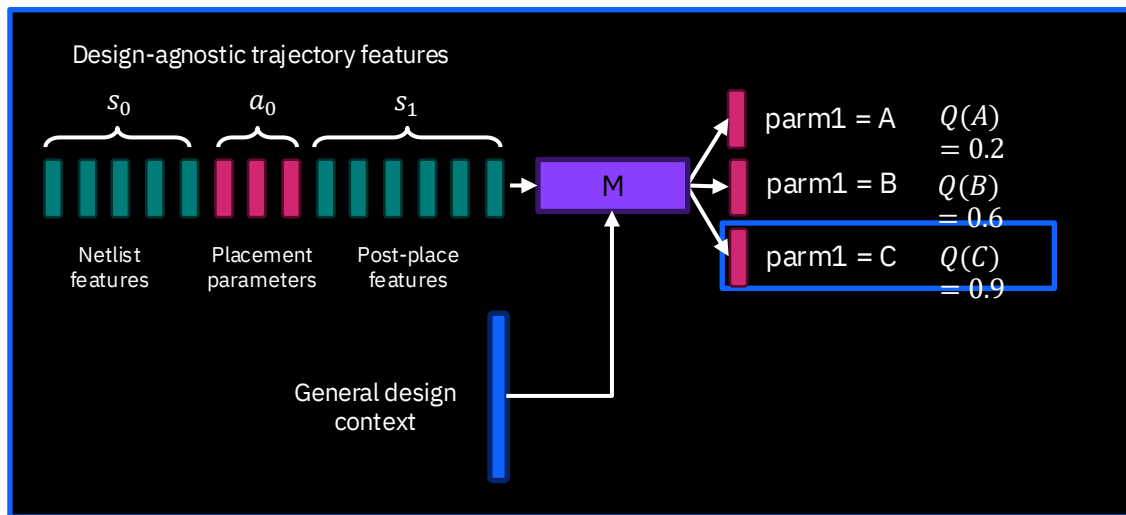 Design-agnostic trajectory features
s₀
a₀
s₁
Netlist
features
Placement
parameters
Post-place
features
M
General design
context
parm1 = A
Q(A)
= 0.2
parm1 = B
Q(B)
= 0.6
parm1 = C
Q(C)
= 0.9